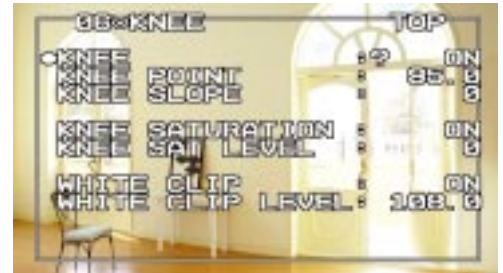 08:KNEE TOP
KNEE :? ON
KNEE POINT : 85.0
KNEE SLOPE : 0
KNEE SATURATION : ON
KNEE SAT LEVEL : 0
WHITE CLIP : ON
WHITE CLIP LEVEL: 108.0